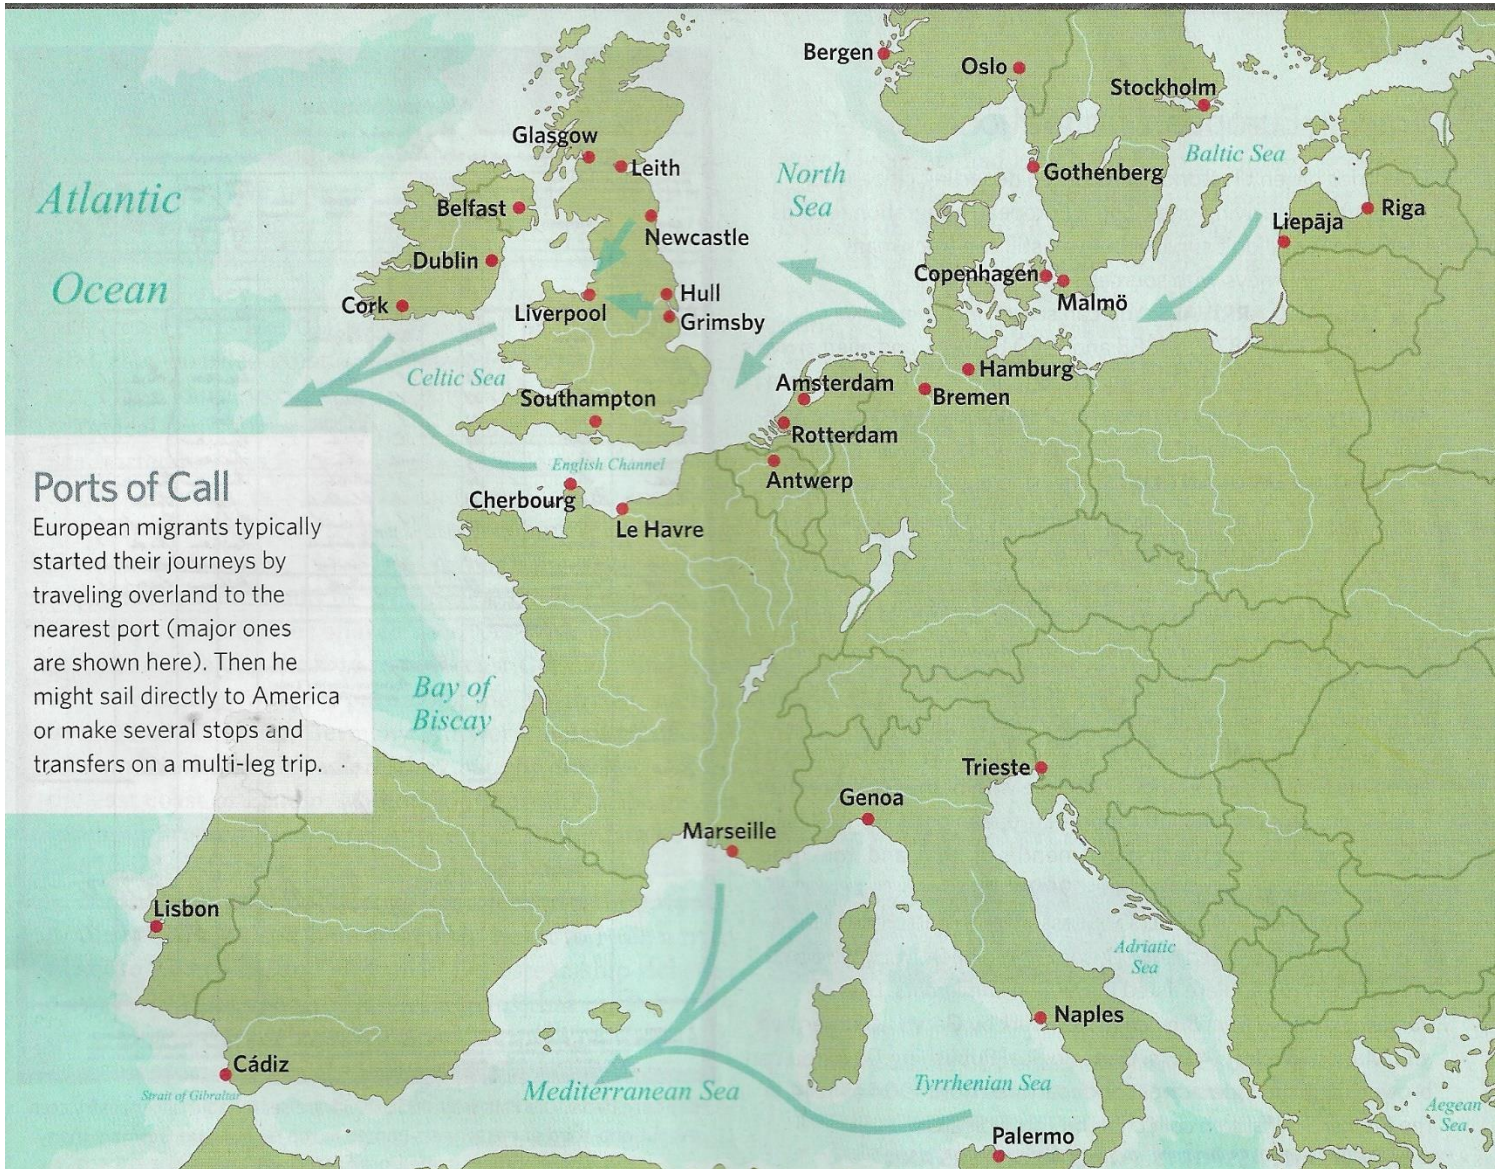 Bergen
Oslo
Stockholm
Glasgow
Leith
North
Sea
Baltic Sea
Gothenberg
Atlantic
Ocean
Belfast
Riga
Liepāja
Newcastle
Dublin
Copenhagen
Malmö
Cork
Liverpool
Hull
Grimsby
Celtic Sea
Hamburg
Amsterdam
Bremen
Southampton
Rotterdam
English Channel
Antwerp
Cherbourg
Le Havre
Ports of Call
European migrants typically
started their journeys by
traveling overland to the
nearest port (major ones
are shown here). Then he
might sail directly to America
or make several stops and
transfers on a multi-leg trip.
Bay of
Biscay
Trieste
Genoa
Marseille
Lisbon
Adriatic
Sea
Naples
Cádiz
Strait of Gibraltar
Mediterranean Sea
Tyrrhenian Sea
Aegean
Sea
Palermo